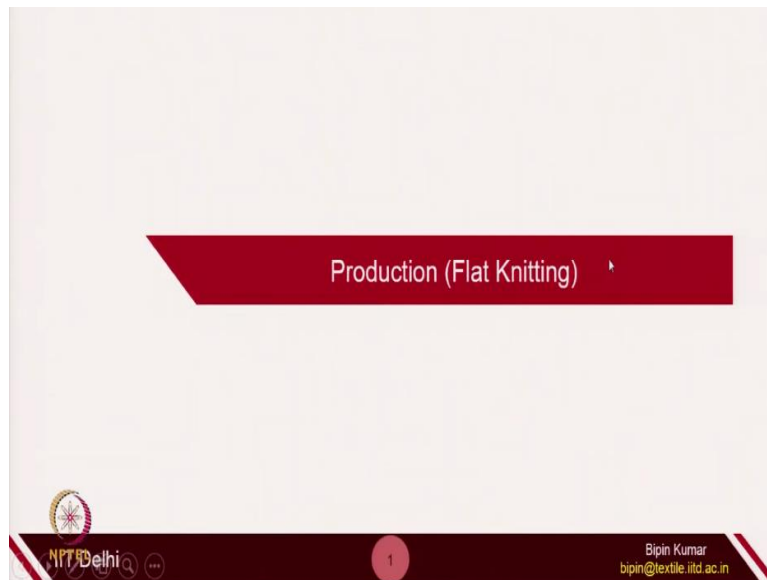 Production (Flat Knitting)
NPTEL
IIT Delhi
1
Bipin Kumar
bipin@textile.iitd.ac.in